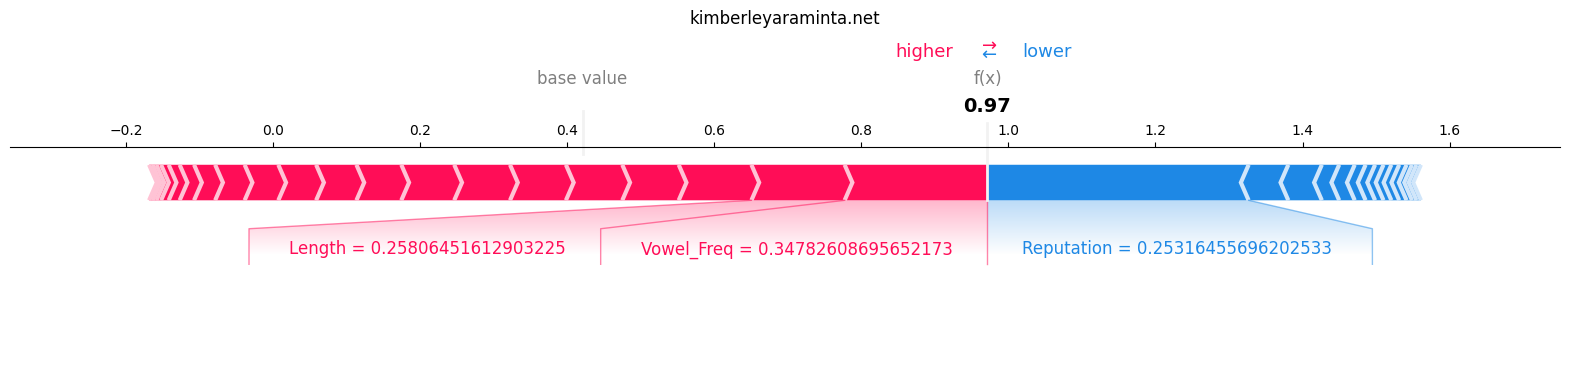 kimberleyaraminta.net
higher ⇄ lower
base value f(x)
0.97
−0.2 0.0 0.2 0.4 0.6 0.8 1.0 1.2 1.4 1.6
Length = 0.25806451612903225 Vowel_Freq = 0.34782608695652173 Reputation = 0.25316455696202533